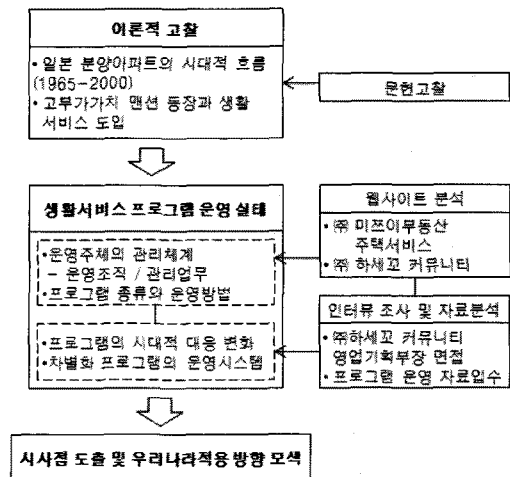 이론적 고찰
• 일본 분양아파트의 시대적 흐름
(1965-2000)
• 고부가가치 맨션 등장과 생활
서비스 도입
문헌고찰
생활서비스 프로그램 운영 실태
•운영주체의 관리체계
- 운영조직 / 관리업무
•프로그램 종류와 운영방법
•프로그램의 시대적 대응 변화
•차별화 프로그램의 운영시스템
웹사이트 분석
•㈜ 미쯔이부동산
주택서비스
•㈜ 하세꼬 커뮤니티
인터뷰 조사 및 자료분석
•㈜하세꼬 커뮤니티
영업기획부장 면접
•프로그램 운영 자료입수
시사점 도출 및 우리나라적용 방향 모색